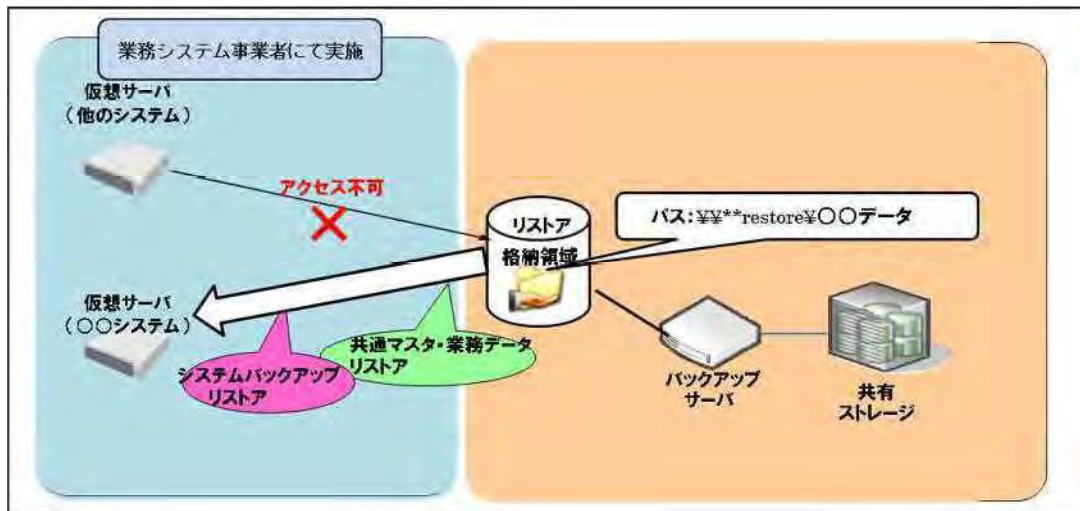 業務システム事業者にて実施
仮想サーバ
(他のシステム)
アクセス不可
リストア
格納領域
パス:¥¥**restore¥〇〇データ
仮想サーバ
(〇〇システム)
共通マスタ・業務データ
リストア
システムバックアップ
リストア
バックアップ
サーバ
共有
ストレージ